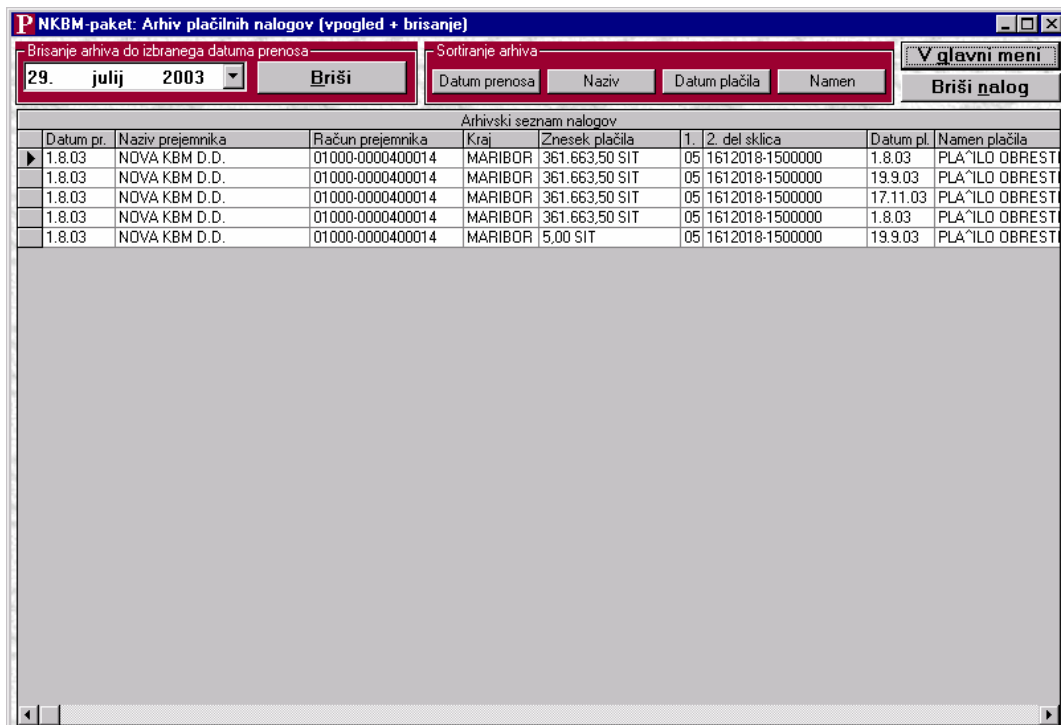 P NKBM-paket: Arhiv plačilnih nalogov (vpogled + brisanje)
Brisanje arhiva do izbranega datuma prenosa
29. julij 2003 Briši
Sortiranje arhiva
Datum prenosa Naziv Datum plačila Namen
V glavni meni
Briši nalog
Arhivski seznam nalogov
Datum pr. Naziv prejemnika Račun prejemnika Kraj Znesek plačila 1. 2. del sklica Datum pl. Namen plačila
1.8.03 NOVA KBM D.D. 01000-0000400014 MARIBOR 361.663,50 SIT 05 1612018-1500000 1.8.03 PLA^ILO OBRESTI
1.8.03 NOVA KBM D.D. 01000-0000400014 MARIBOR 361.663,50 SIT 05 1612018-1500000 19.9.03 PLA^ILO OBRESTI
1.8.03 NOVA KBM D.D. 01000-0000400014 MARIBOR 361.663,50 SIT 05 1612018-1500000 17.11.03 PLA^ILO OBRESTI
1.8.03 NOVA KBM D.D. 01000-0000400014 MARIBOR 361.663,50 SIT 05 1612018-1500000 1.8.03 PLA^ILO OBRESTI
1.8.03 NOVA KBM D.D. 01000-0000400014 MARIBOR 5,00 SIT 05 1612018-1500000 19.9.03 PLA^ILO OBRESTI